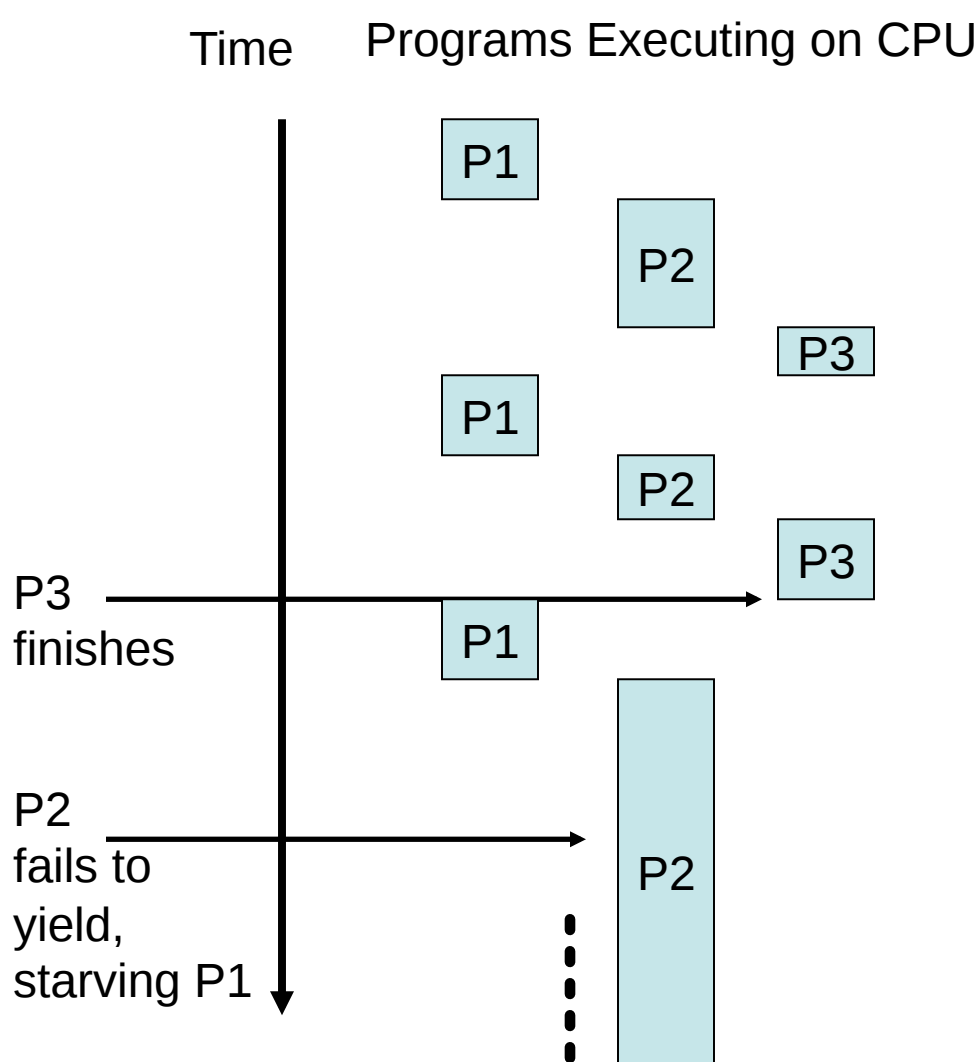 Time
Programs Executing on CPU
P1
P2
P3
P1
P2
P3
P3
finishes
P1
P2
fails to
yield,
starving P1
P2